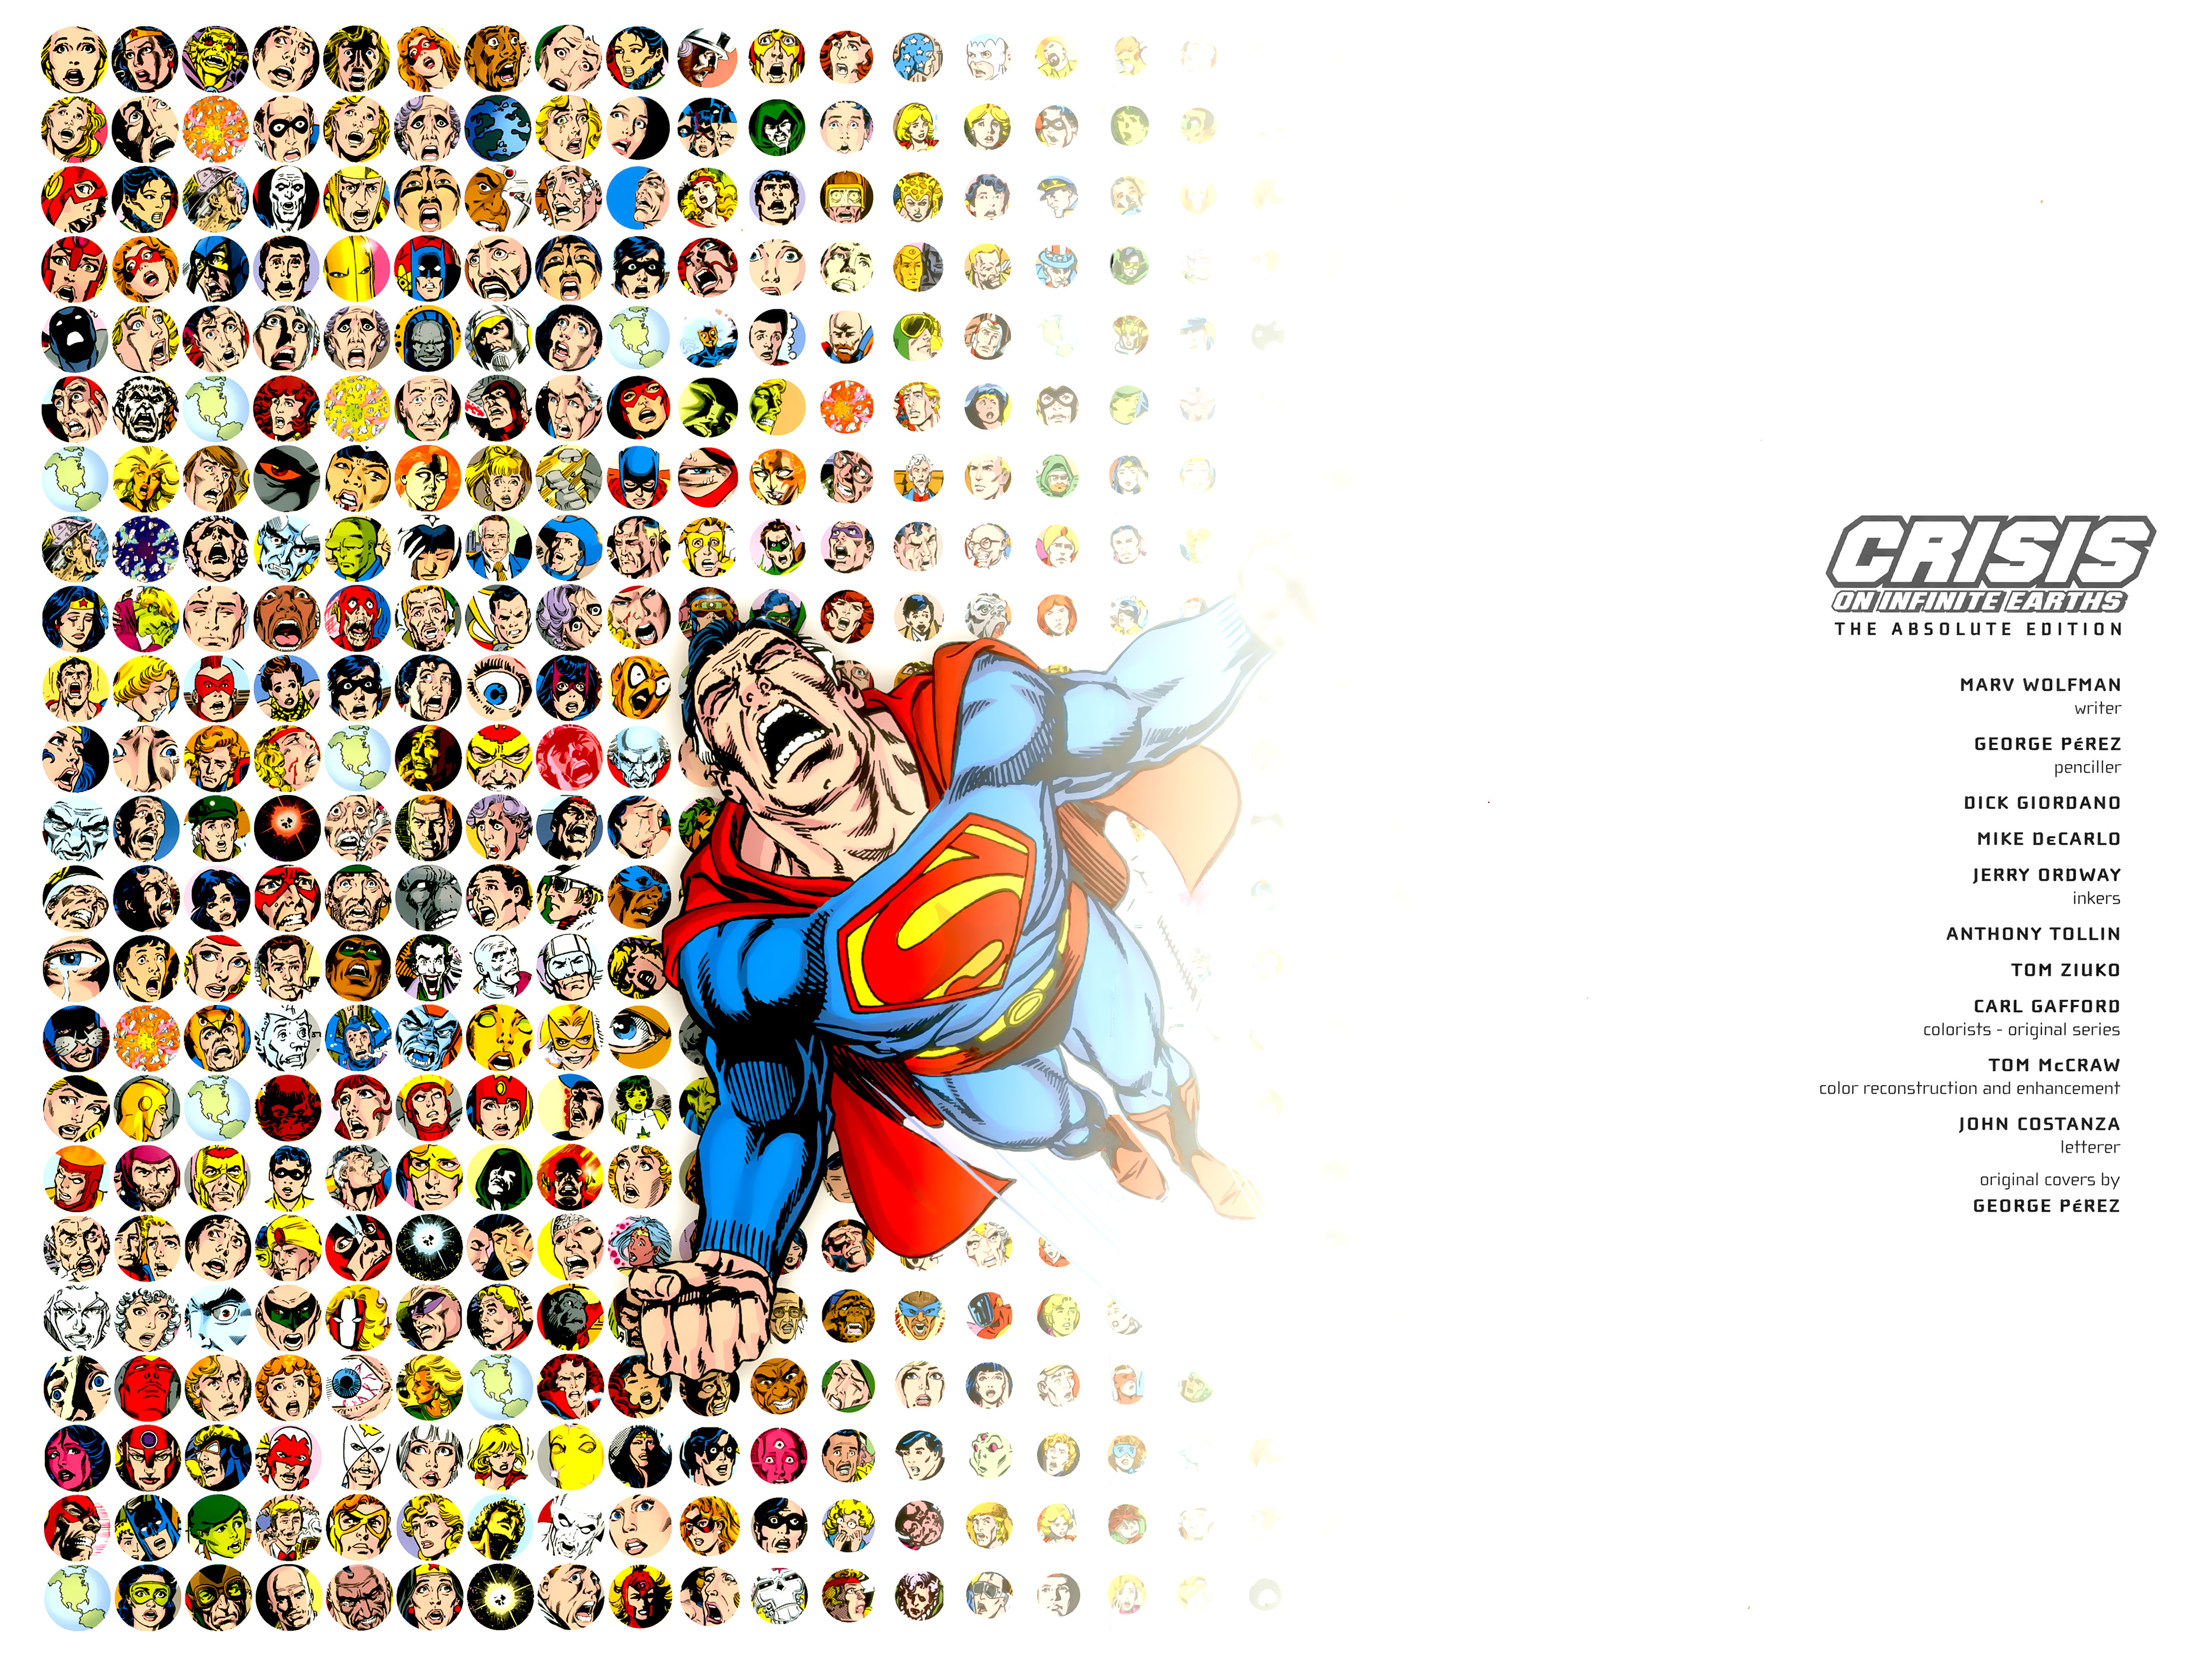 CRISIS
ON INFINITE EARTHS
THE ABSOLUTE EDITION
MARV WOLFMAN
writer
GEORGE PéREZ
penciller
DICK GIORDANO
MIKE DeCARLO
JERRY ORDWAY
inkers
ANTHONY TOLLIN
TOM ZIUKO
CARL GAFFORD
colorists - original series
TOM McCRAW
color reconstruction and enhancement
JOHN COSTANZA
letterer
original covers by
GEORGE PéREZ